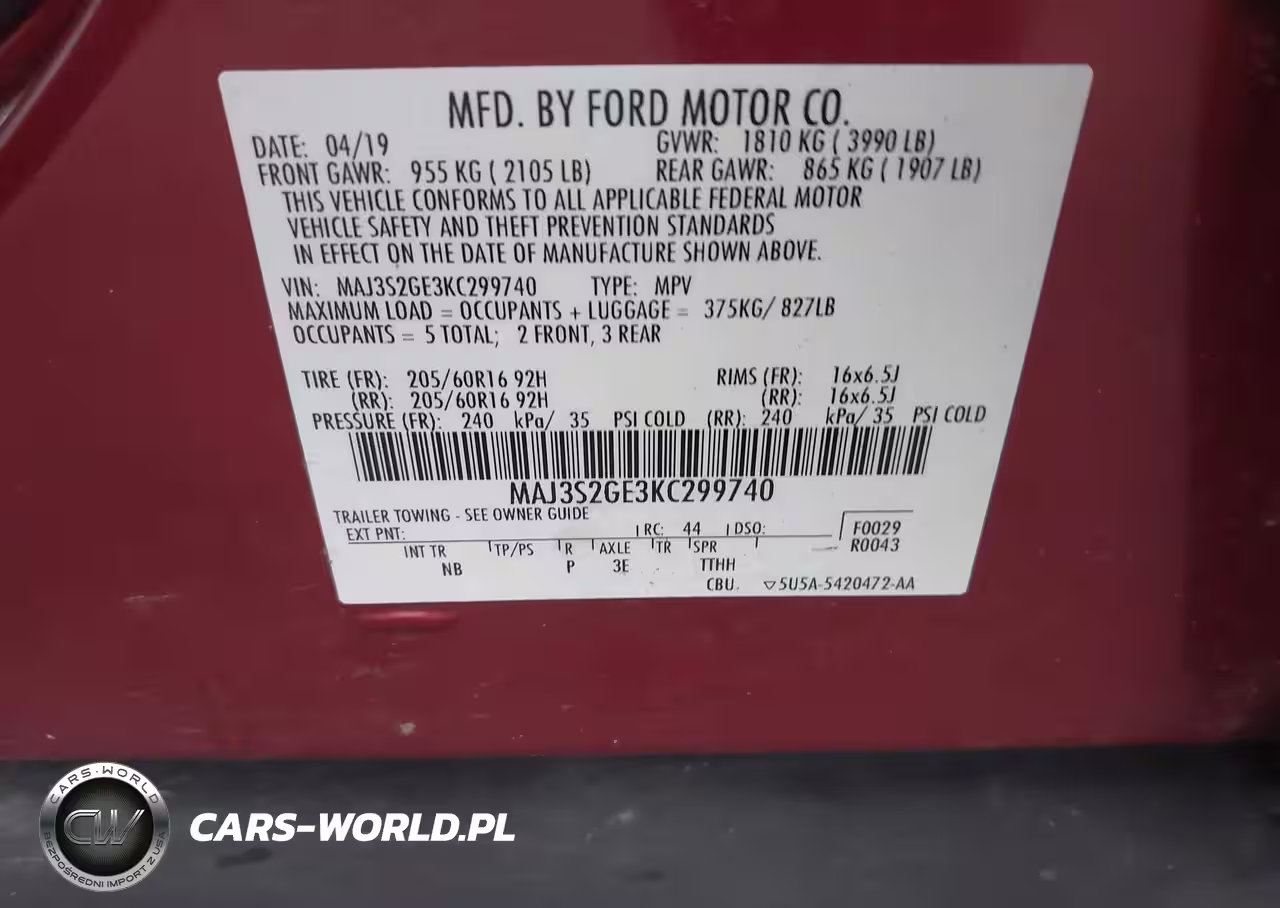 MFD. BY FORD MOTOR CO.
DATE: 04/19 GVWR: 1810 KG ( 3990 LB)
FRONT GAWR: 955 KG ( 2105 LB) REAR GAWR: 865 KG ( 1907 LB)
THIS VEHICLE CONFORMS TO ALL APPLICABLE FEDERAL MOTOR
VEHICLE SAFETY AND THEFT PREVENTION STANDARDS
IN EFFECT ON THE DATE OF MANUFACTURE SHOWN ABOVE.
VIN: MAJ3S2GE3KC299740 TYPE: MPV
MAXIMUM LOAD = OCCUPANTS + LUGGAGE = 375KG/ 827LB
OCCUPANTS = 5 TOTAL; 2 FRONT, 3 REAR
TIRE (FR): 205/60R16 92H RIMS (FR): 16x6.5J
(RR): 205/60R16 92H (RR): 16x6.5J
PRESSURE (FR): 240 kPa/ 35 PSI COLD (RR): 240 kPa/ 35 PSI COLD
MAJ3S2GE3KC299740
TRAILER TOWING - SEE OWNER GUIDE
EXT PNT: RC: 44 DSO: F0029
R0043
INT TR TP/PS R AXLE TR SPR
NB P 3E TTHH
CBU ▽5U5A-5420472-AA
CARS-WORLD
CW
BEZPOŚREDNI IMPORT Z USA
CARS-WORLD.PL